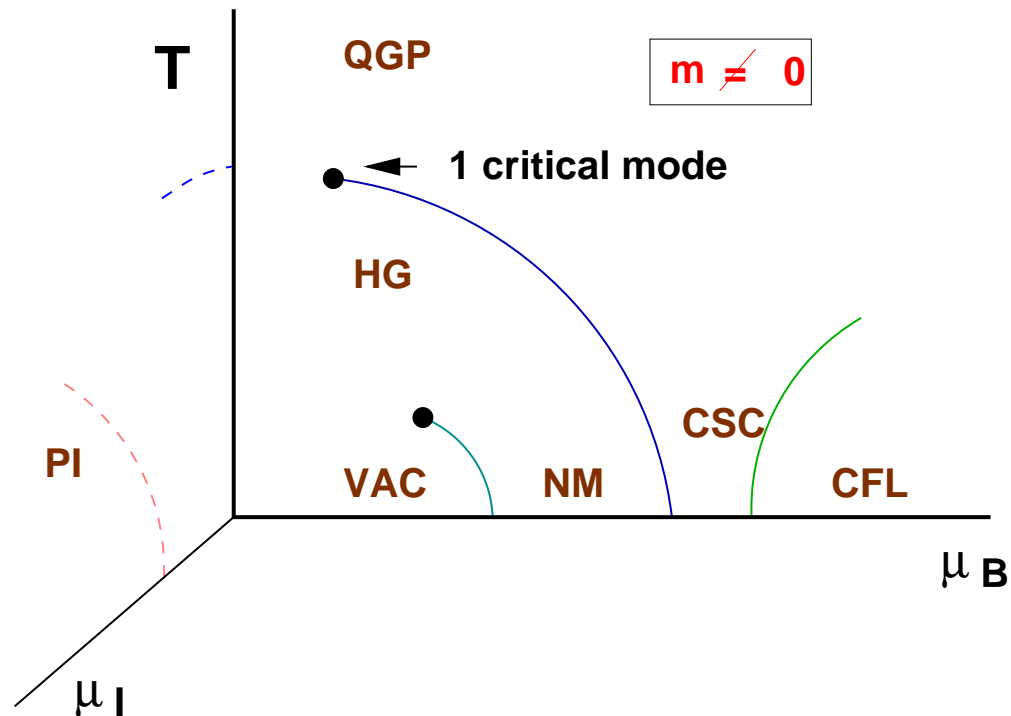 QGP
T
m ≠ 0
1 critical mode
HG
CSC
PI
VAC NM CFL
μ B
μ I